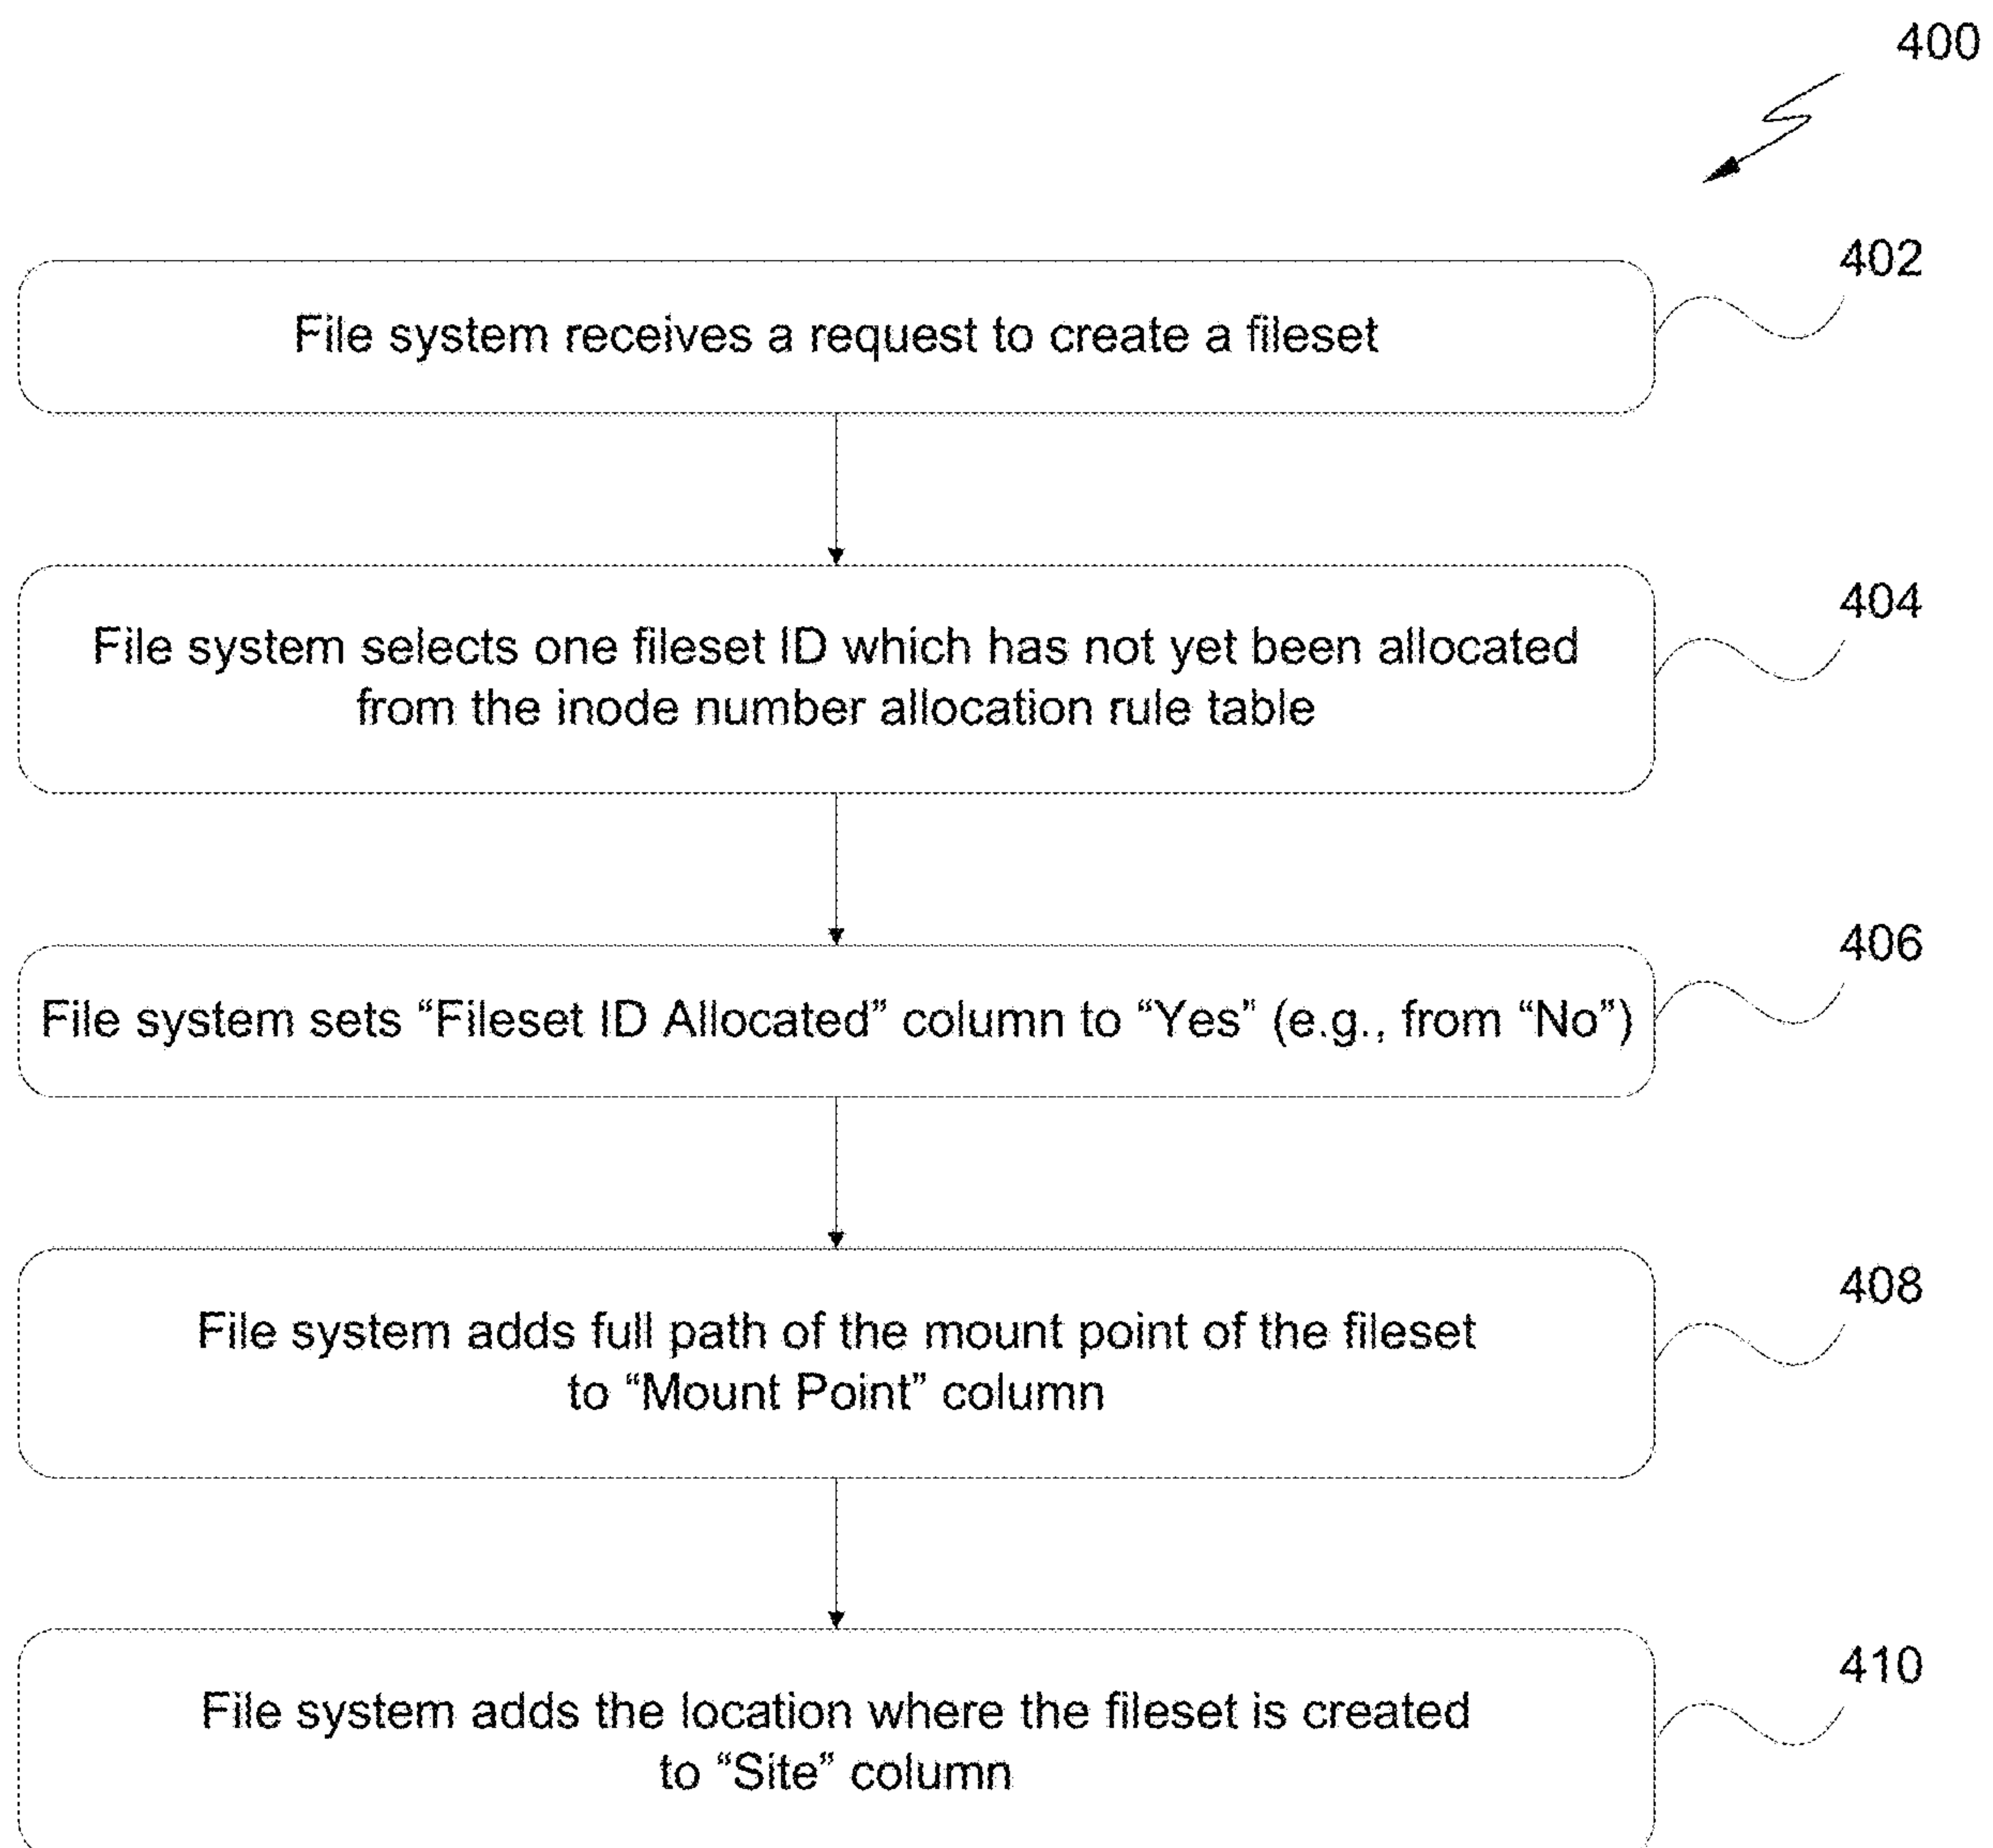 400
402
File system receives a request to create a fileset
404
File system selects one fileset ID which has not yet been allocated
from the inode number allocation rule table
406
File system sets “Fileset ID Allocated” column to “Yes” (e.g., from “No”)
408
File system adds full path of the mount point of the fileset
to “Mount Point” column
410
File system adds the location where the fileset is created
to “Site” column